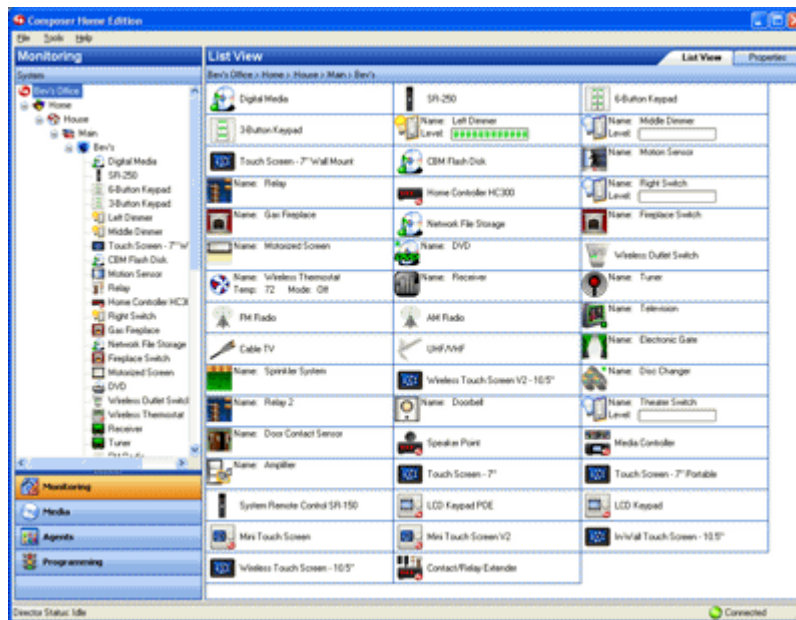 Composer Home Edition
File Tools Help
Monitoring
List View
List View
Properties
System
Bev's Office > Home > House > Main > Bev's
Bev's Office
Home
House
Main
Bev's
Digital Media
SR-250
6-Button Keypad
3-Button Keypad
Left Dimmer
Middle Dimmer
Touch Screen - 7" W
CBM Flash Disk
Motion Sensor
Relay
Home Controller HC3
Right Switch
Gas Fireplace
Network File Storage
Fireplace Switch
Motorized Screen
DVD
Wireless Outlet Switc
Wireless Thermostat
Receiver
Tuner
FM Radio
Monitoring
Media
Agents
Programming
Digital Media
SR-250
6-Button Keypad
3-Button Keypad
Name: Left Dimmer
Level:
Name: Middle Dimmer
Level:
Touch Screen - 7" Wall Mount
CBM Flash Disk
Name: Motion Sensor
Name: Relay
Home Controller HC300
Name: Right Switch
Level:
Name: Gas Fireplace
Network File Storage
Name: Fireplace Switch
Name: Motorized Screen
Name: DVD
Wireless Outlet Switch
Name: Wireless Thermostat
Temp: 72 Mode: Off
Name: Receiver
Name: Tuner
FM Radio
AM Radio
Name: Television
Cable TV
UHF/VHF
Name: Electronic Gate
Name: Sprinkler System
Wireless Touch Screen V2 - 10.5"
Name: Disc Changer
Name: Relay 2
Name: Doorbell
Name: Theater Switch
Level:
Name: Door Contact Sensor
Speaker Point
Media Controller
Name: Amplifier
Touch Screen - 7"
Touch Screen - 7" Portable
System Remote Control SR-150
LCD Keypad POE
LCD Keypad
Mini Touch Screen
Mini Touch Screen V2
In-Wall Touch Screen - 10.5"
Wireless Touch Screen - 10.5"
Contact/Relay Extender
Director Status: Idle
Connected